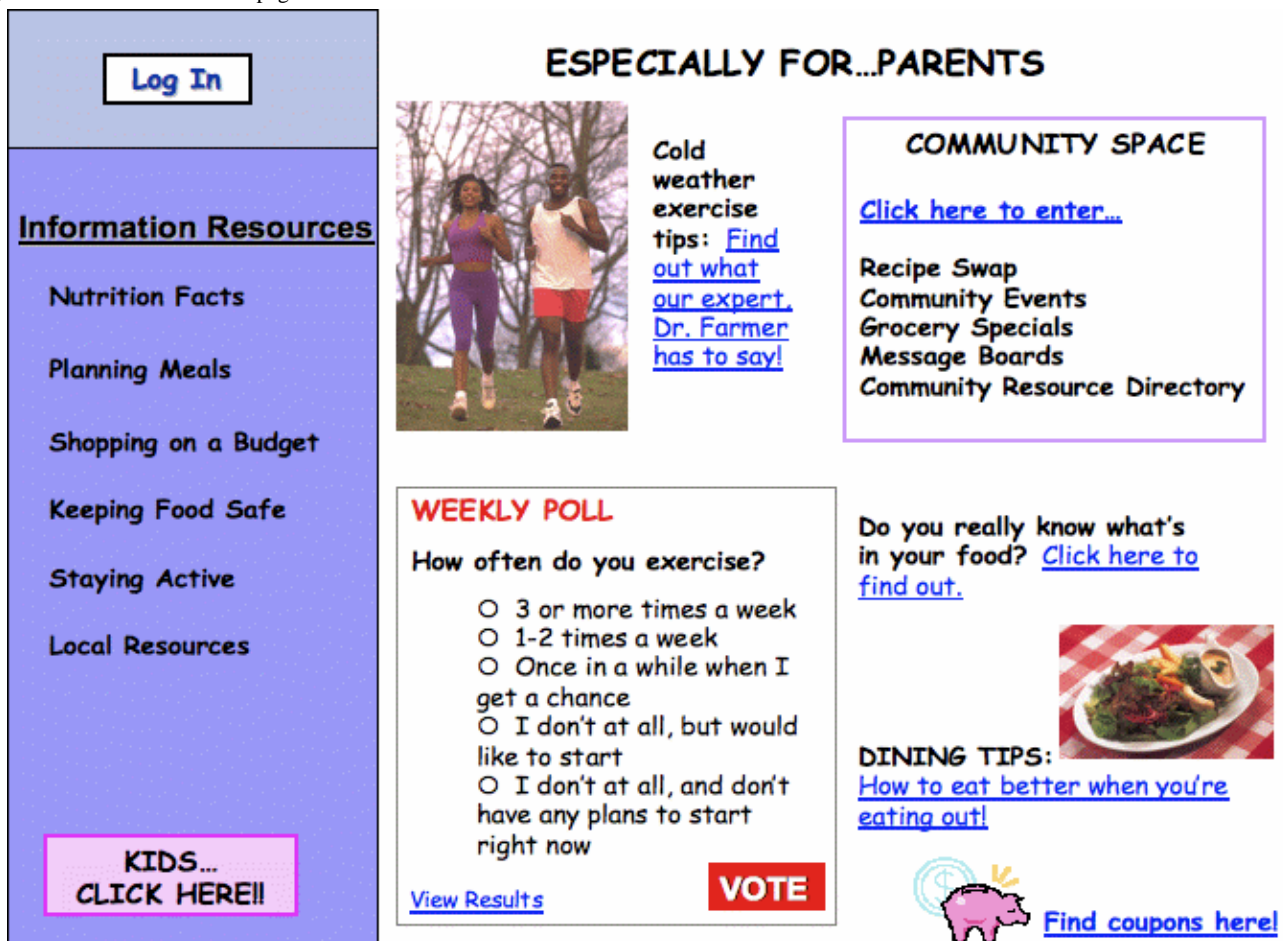 Log In
Information Resources
Nutrition Facts
Planning Meals
Shopping on a Budget
Keeping Food Safe
Staying Active
Local Resources
KIDS...
CLICK HERE!!
ESPECIALLY FOR...PARENTS
Cold
weather
exercise
tips: Find
out what
our expert,
Dr. Farmer
has to say!
COMMUNITY SPACE
Click here to enter...
Recipe Swap
Community Events
Grocery Specials
Message Boards
Community Resource Directory
WEEKLY POLL
How often do you exercise?
O 3 or more times a week
O 1-2 times a week
O Once in a while when I
get a chance
O I don't at all, but would
like to start
O I don't at all, and don't
have any plans to start
right now
View Results
VOTE
Do you really know what's
in your food? Click here to
find out.
DINING TIPS:
How to eat better when you're
eating out!
Find coupons here!